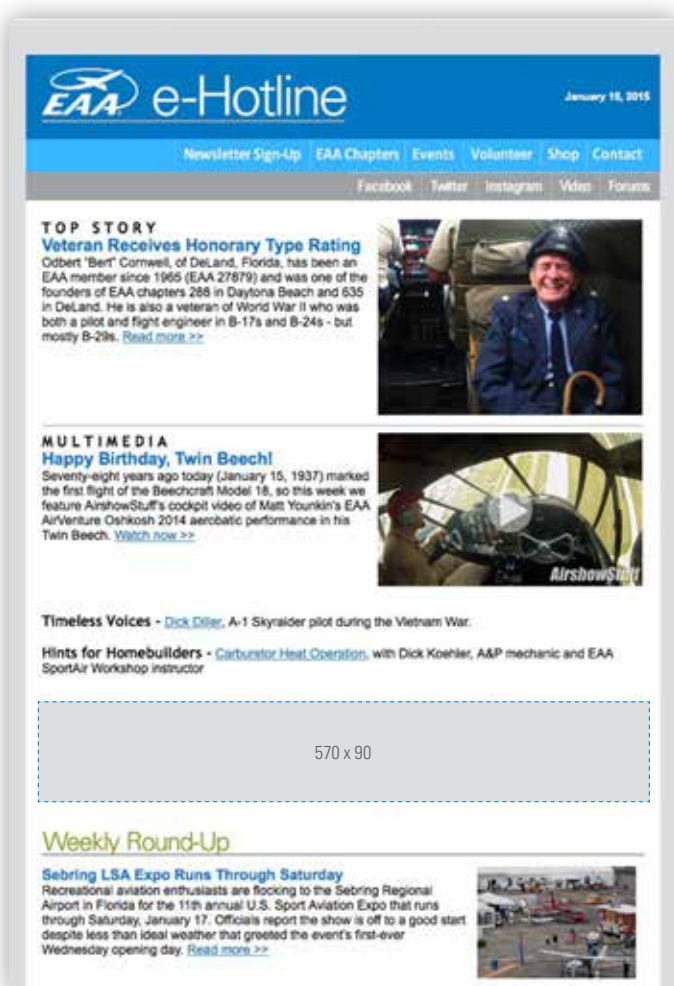 EAA e-Hotline
January 15, 2015
Newsletter Sign-Up EAA Chapters Events Volunteer Shop Contact
Facebook Twitter Instagram Video Forums
TOP STORY
Veteran Receives Honorary Type Rating
Odbert "Bert" Cornwell, of DeLand, Florida, has been an
EAA member since 1965 (EAA 27879) and was one of the
founders of EAA chapters 288 in Daytona Beach and 635
in DeLand. He is also a veteran of World War II who was
both a pilot and flight engineer in B-17s and B-24s - but
mostly B-29s. Read more >>
MULTIMEDIA
Happy Birthday, Twin Beech!
Seventy-eight years ago today (January 15, 1937) marked
the first flight of the Beechcraft Model 18, so this week we
feature AirshowStuff's cockpit video of Matt Younkin's EAA
AirVenture Oshkosh 2014 aerobatic performance in his
Twin Beech. Watch now >>
AirshowStuff
Timeless Voices - Dick Diller, A-1 Skyraider pilot during the Vietnam War.
Hints for Homebuilders - Carburetor Heat Operation, with Dick Koehler, A&P mechanic and EAA
SportAir Workshop instructor
570 x 90
Weekly Round-Up
Sebring LSA Expo Runs Through Saturday
Recreational aviation enthusiasts are flocking to the Sebring Regional
Airport in Florida for the 11th annual U.S. Sport Aviation Expo that runs
through Saturday, January 17. Officials report the show is off to a good start
despite less than ideal weather that greeted the event's first-ever
Wednesday opening day. Read more >>